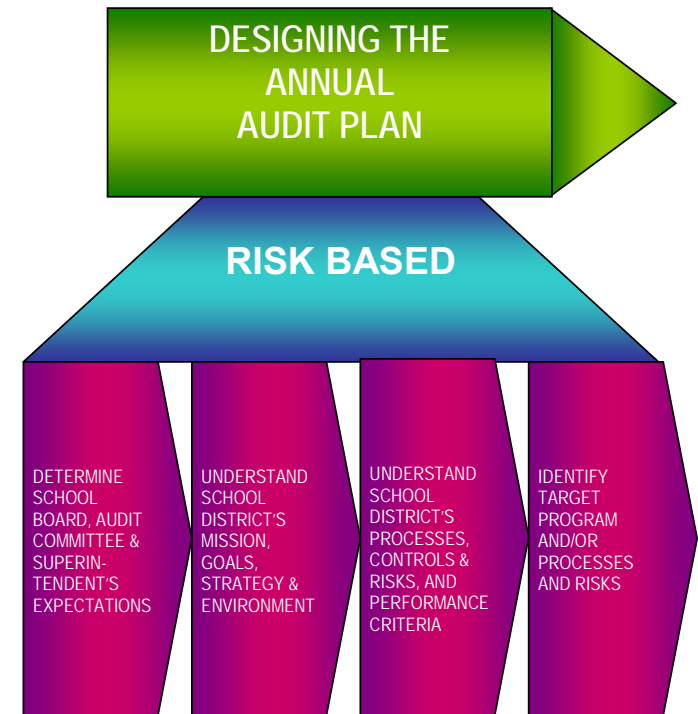 DESIGNING THE
ANNUAL
AUDIT PLAN
RISK BASED
DETERMINE
SCHOOL
BOARD, AUDIT
COMMITTEE &
SUPERIN-
TENDENT'S
EXPECTATIONS
UNDERSTAND
SCHOOL
DISTRICT'S
MISSION,
GOALS,
STRATEGY &
ENVIRONMENT
UNDERSTAND
SCHOOL
DISTRICT'S
PROCESSES,
CONTROLS &
RISKS, AND
PERFORMANCE
CRITERIA
IDENTIFY
TARGET
PROGRAM
AND/OR
PROCESSES
AND RISKS